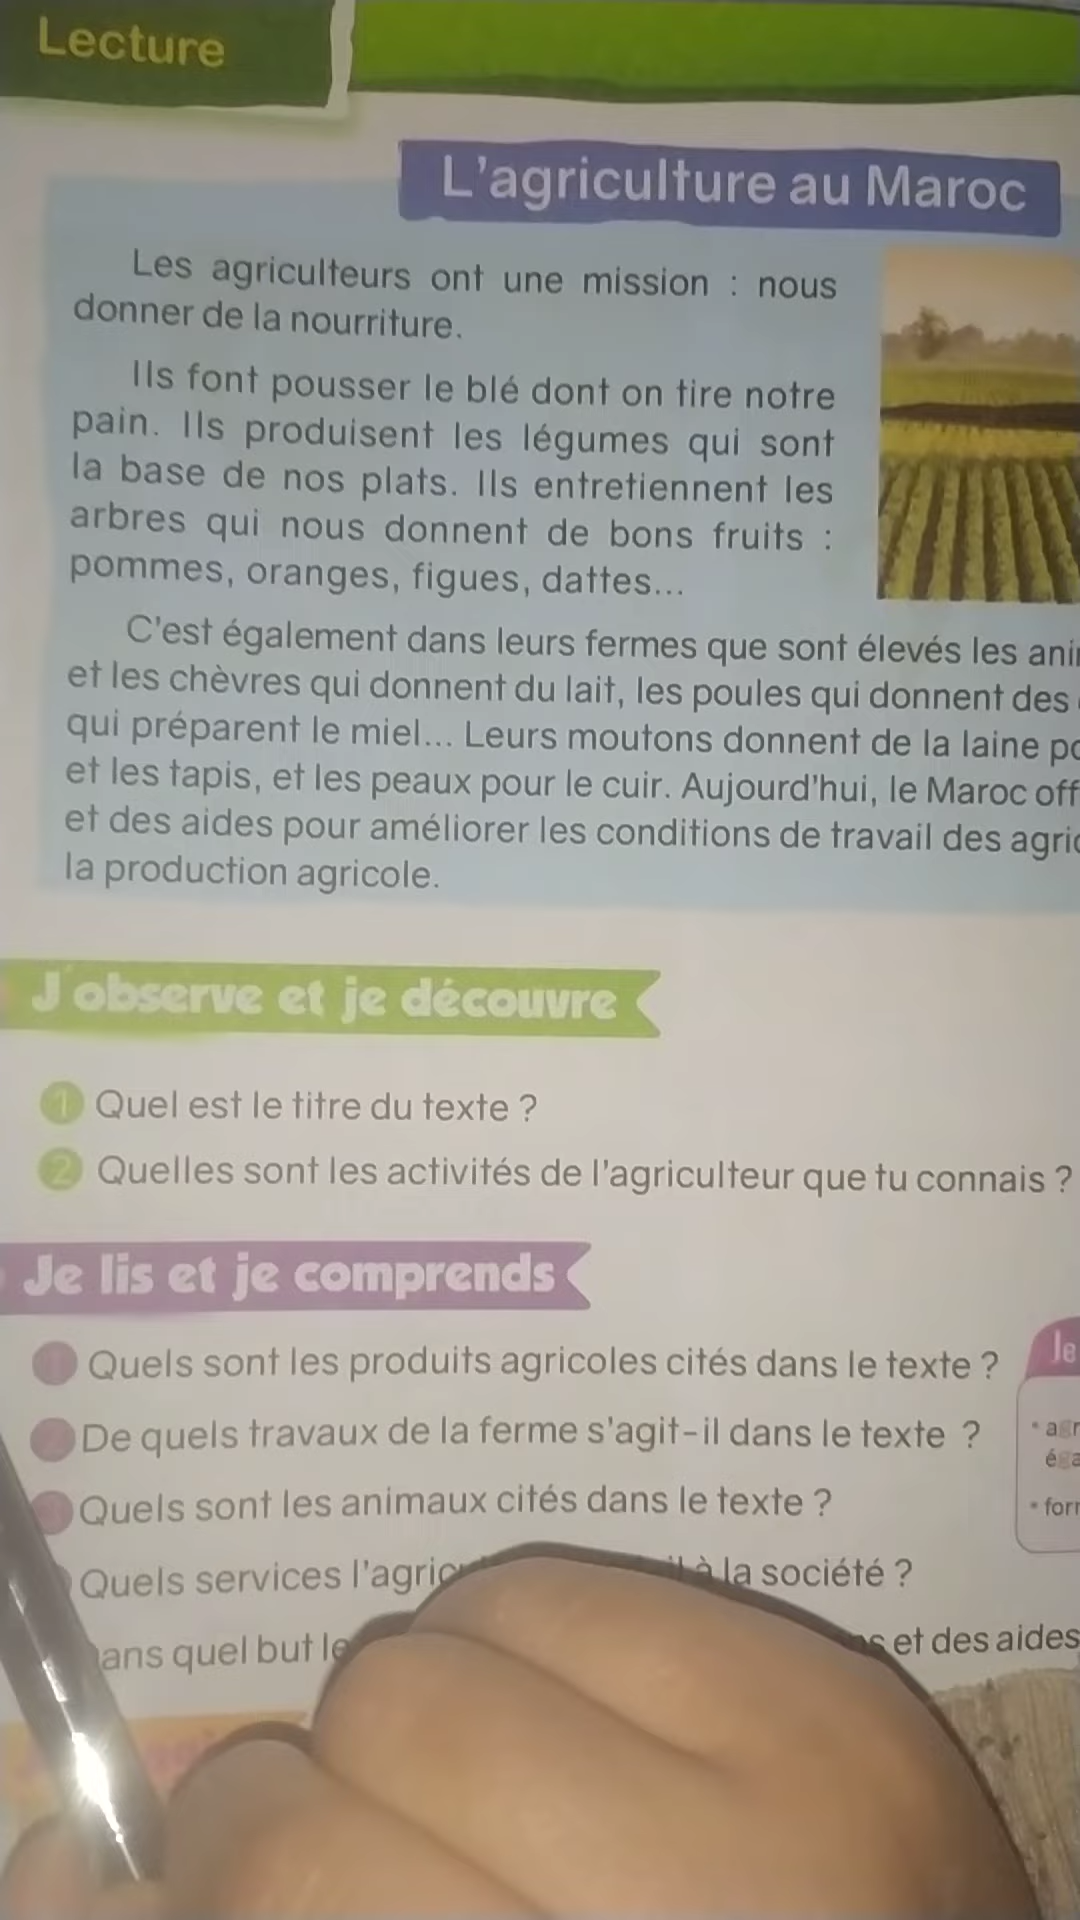 Lecture
L'agriculture au Maroc
Les agriculteurs ont une mission : nous
donner de la nourriture.
Ils font pousser le blé dont on tire notre
pain. Ils produisent les légumes qui sont
la base de nos plats. Ils entretiennent les
arbres qui nous donnent de bons fruits :
pommes, oranges, figues, dattes...
C'est également dans leurs fermes que sont élevés les
et les chèvres qui donnent du lait, les poules qui donnent des
qui préparent le miel... Leurs moutons donnent de la laine
et les tapis, et les peaux pour le cuir. Aujourd'hui, le Maroc
et des aides pour améliorer les conditions de travail des
la production agricole.
J'observe et je découvre
1 Quel est le titre du texte ?
2 Quelles sont les activités de l'agriculteur que tu connais ?
Je lis et je comprends
Quels sont les produits agricoles cités dans le texte ?
2 De quels travaux de la ferme s'agit-il dans le texte ?
Quels sont les animaux cités dans le texte ?
Quels services à la société ?
quel but et des aides
Je